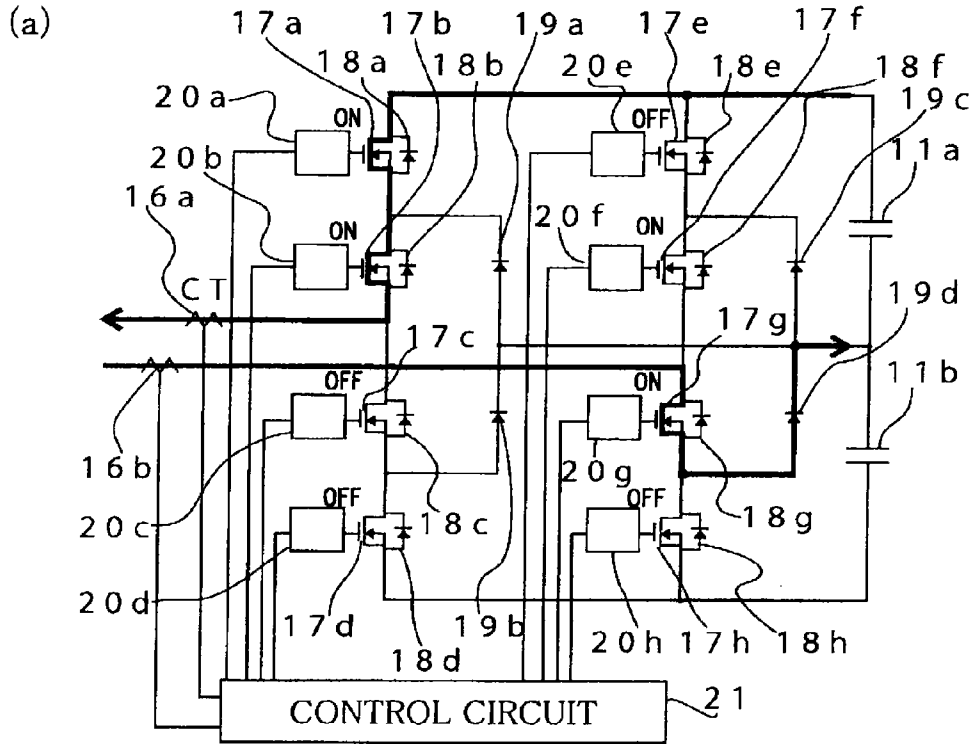 (a)
17a 17b 19a 17e 17f
18a 18b 20e 18e 18f
20a ON OFF 19c
20b 11a
16a ON 20f ON
CT 19d
17c 17g
OFF ON 11b
16b 20g
20c OFF 18c OFF 18g
20d 17d 19b
18d 20h 17h 18h
CONTROL CIRCUIT 21